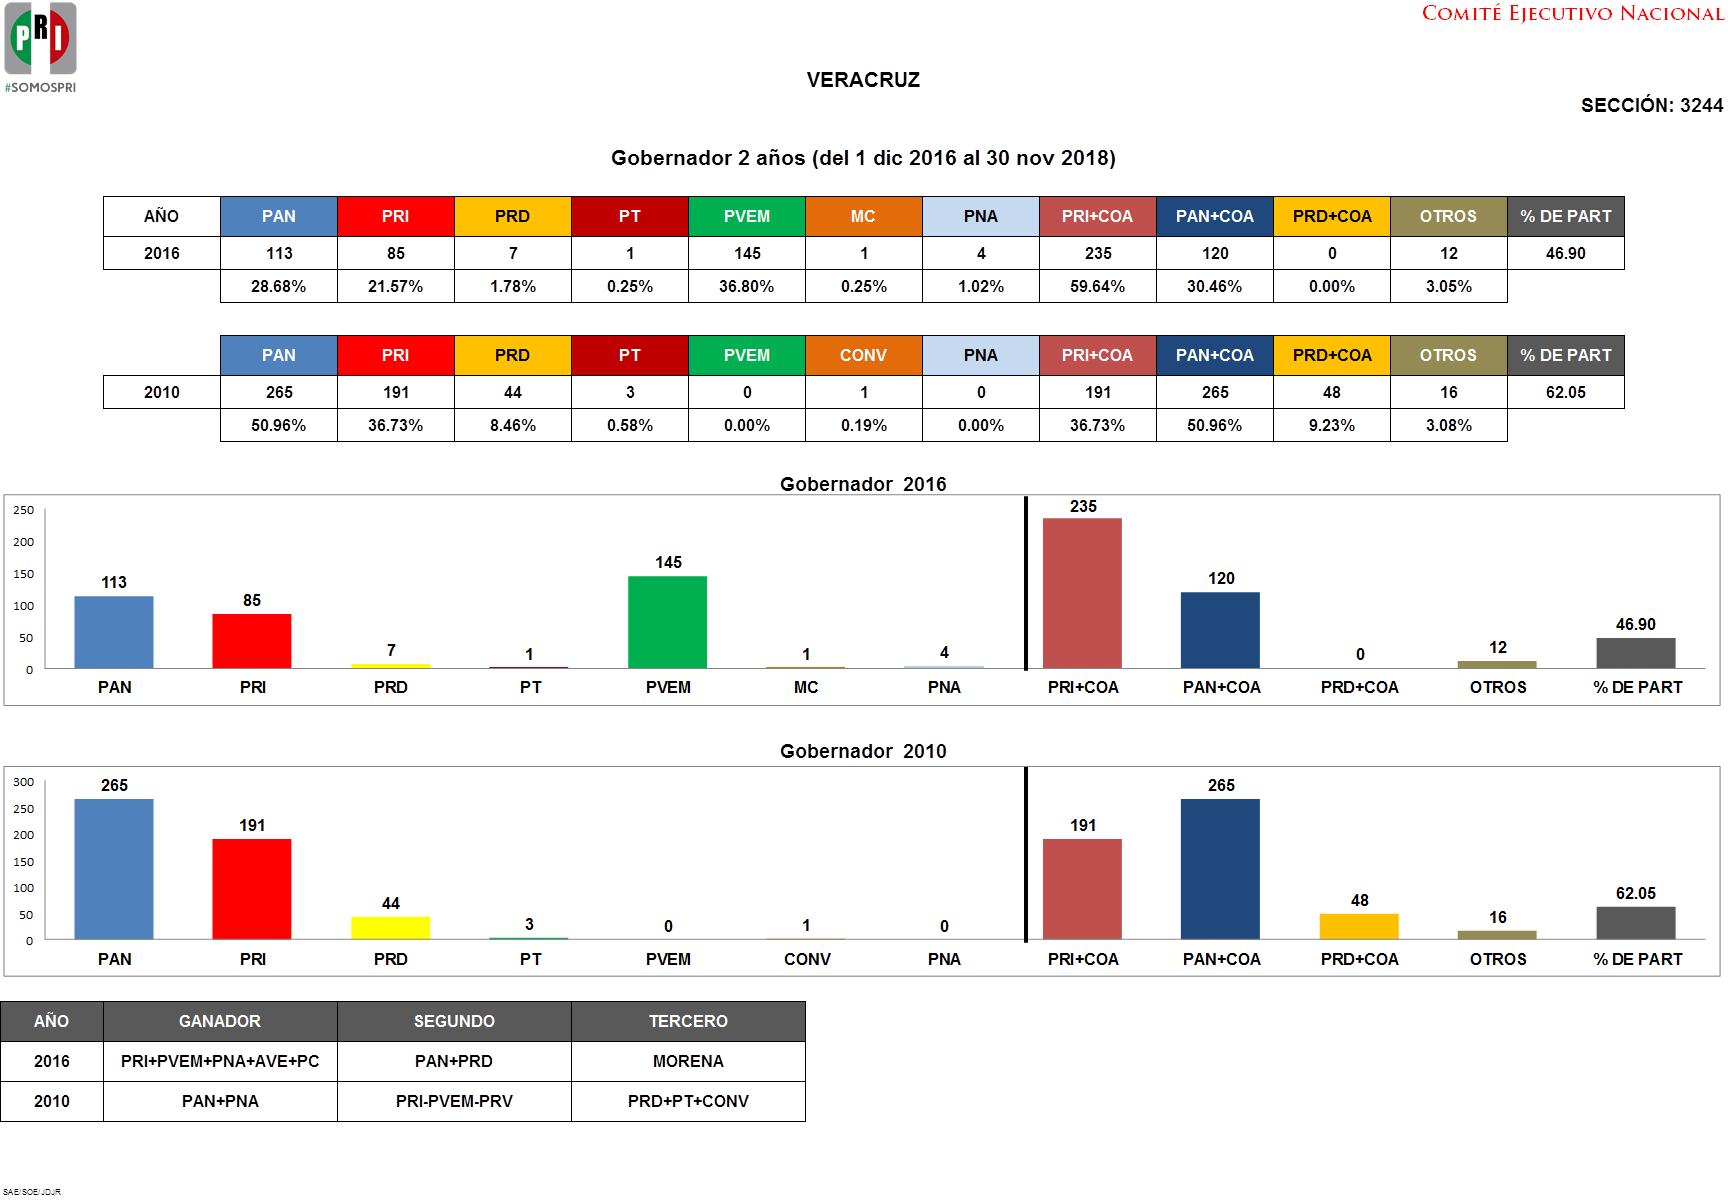 PRI
#SOMOSPRI
COMITÉ EJECUTIVO NACIONAL
VERACRUZ
SECCIÓN: 3244
Gobernador 2 años (del 1 dic 2016 al 30 nov 2018)
AÑO PAN PRI PRD PT PVEM MC PNA PRI+COA PAN+COA PRD+COA OTROS % DE PART
2016 113 85 7 1 145 1 4 235 120 0 12 46.90
28.68% 21.57% 1.78% 0.25% 36.80% 0.25% 1.02% 59.64% 30.46% 0.00% 3.05%
PAN PRI PRD PT PVEM CONV PNA PRI+COA PAN+COA PRD+COA OTROS % DE PART
2010 265 191 44 3 0 1 0 191 265 48 16 62.05
50.96% 36.73% 8.46% 0.58% 0.00% 0.19% 0.00% 36.73% 50.96% 9.23% 3.08%
Gobernador 2016
250
200
150
100
50
0
113 85 7 1 145 1 4 235 120 0 12 46.90
PAN PRI PRD PT PVEM MC PNA PRI+COA PAN+COA PRD+COA OTROS % DE PART
Gobernador 2010
300
250
200
150
100
50
0
265 191 44 3 0 1 0 191 265 48 16 62.05
PAN PRI PRD PT PVEM CONV PNA PRI+COA PAN+COA PRD+COA OTROS % DE PART
AÑO GANADOR SEGUNDO TERCERO
2016 PRI+PVEM+PNA+AVE+PC PAN+PRD MORENA
2010 PAN+PNA PRI-PVEM-PRV PRD+PT+CONV
SAE/SOE/JDJR